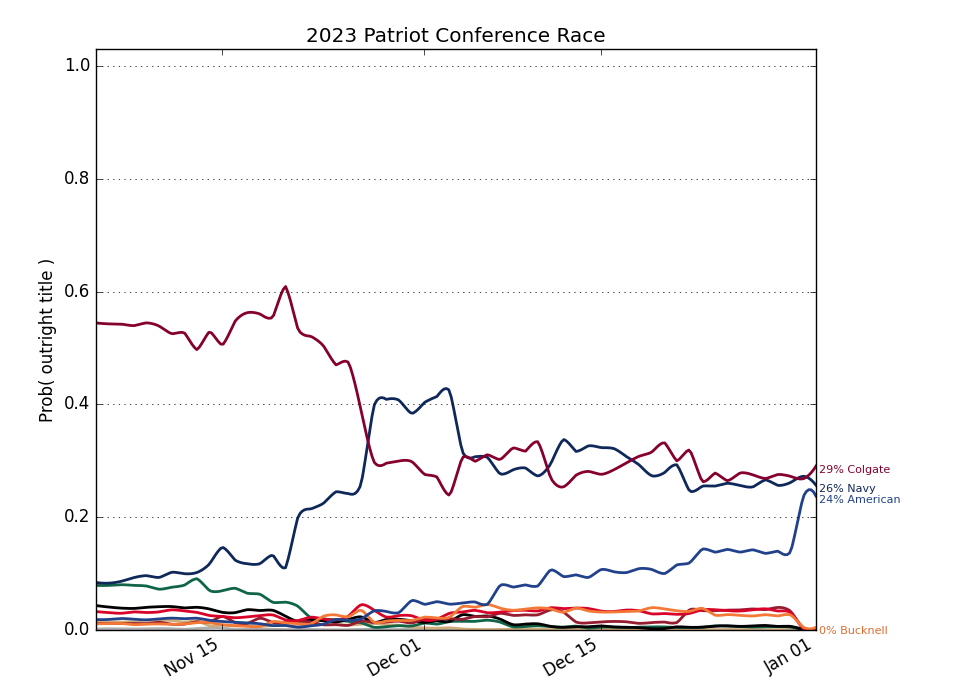 2023 Patriot Conference Race
Prob( outright title )
1.0
0.8
0.6
0.4
0.2
0.0
Nov 15
Dec 01
Dec 15
Jan 01
29% Colgate
26% Navy
24% American
0% Bucknell